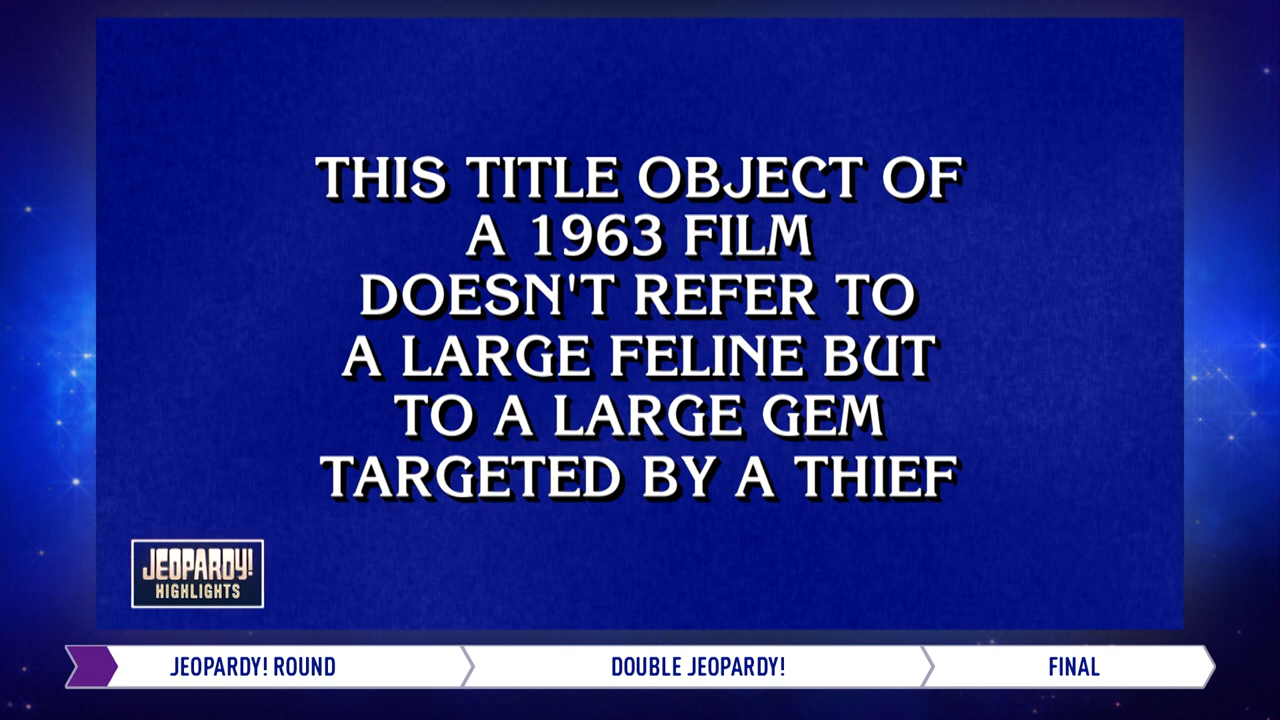 THIS TITLE OBJECT OF
A 1963 FILM
DOESN'T REFER TO
A LARGE FELINE BUT
TO A LARGE GEM
TARGETED BY A THIEF
JEOPARDY!
HIGHLIGHTS
JEOPARDY! ROUND
DOUBLE JEOPARDY!
FINAL